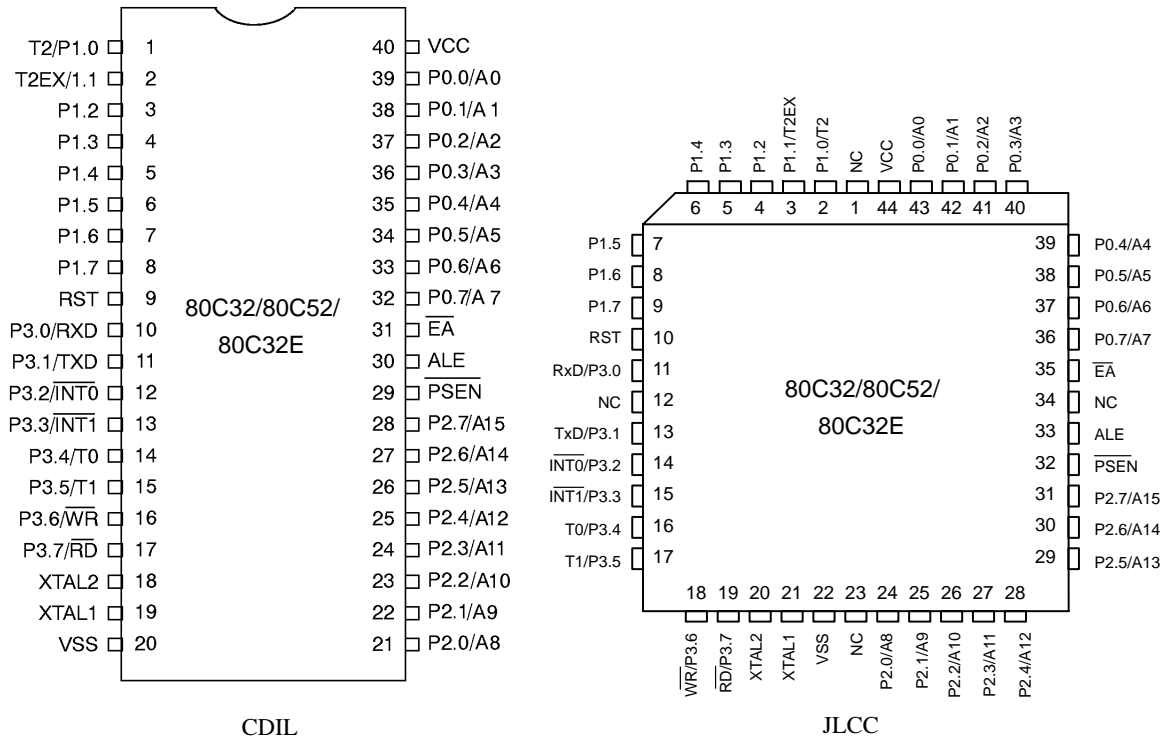 T2/P1.0 1 40 VCC
T2EX/1.1 2 39 P0.0/A0
P1.2 3 38 P0.1/A1
P1.3 4 37 P0.2/A2
P1.4 5 36 P0.3/A3
P1.5 6 35 P0.4/A4
P1.6 7 34 P0.5/A5
P1.7 8 33 P0.6/A6
RST 9 32 P0.7/A7
80C32/80C52/
80C32E
P3.0/RXD 10 31 E̅A̅
P3.1/TXD 11 30 ALE
P3.2/I̅N̅T̅0̅ 12 29 P̅S̅E̅N̅
P3.3/I̅N̅T̅1̅ 13 28 P2.7/A15
P3.4/T0 14 27 P2.6/A14
P3.5/T1 15 26 P2.5/A13
P3.6/W̅R̅ 16 25 P2.4/A12
P3.7/R̅D̅ 17 24 P2.3/A11
XTAL2 18 23 P2.2/A10
XTAL1 19 22 P2.1/A9
VSS 20 21 P2.0/A8
CDIL
P1.4 P1.3 P1.2 P1.1/T2EX P1.0/T2 NC VCC P0.0/A0 P0.1/A1 P0.2/A2 P0.3/A3
6 5 4 3 2 1 44 43 42 41 40
P1.5 7 39 P0.4/A4
P1.6 8 38 P0.5/A5
P1.7 9 37 P0.6/A6
RST 10 36 P0.7/A7
RxD/P3.0 11 35 E̅A̅
80C32/80C52/
80C32E
NC 12 34 NC
TxD/P3.1 13 33 ALE
I̅N̅T̅0̅/P3.2 14 32 P̅S̅E̅N̅
I̅N̅T̅1̅/P3.3 15 31 P2.7/A15
T0/P3.4 16 30 P2.6/A14
T1/P3.5 17 29 P2.5/A13
18 19 20 21 22 23 24 25 26 27 28
W̅R̅/P3.6 R̅D̅/P3.7 XTAL2 XTAL1 VSS NC P2.0/A8 P2.1/A9 P2.2/A10 P2.3/A11 P2.4/A12
JLCC